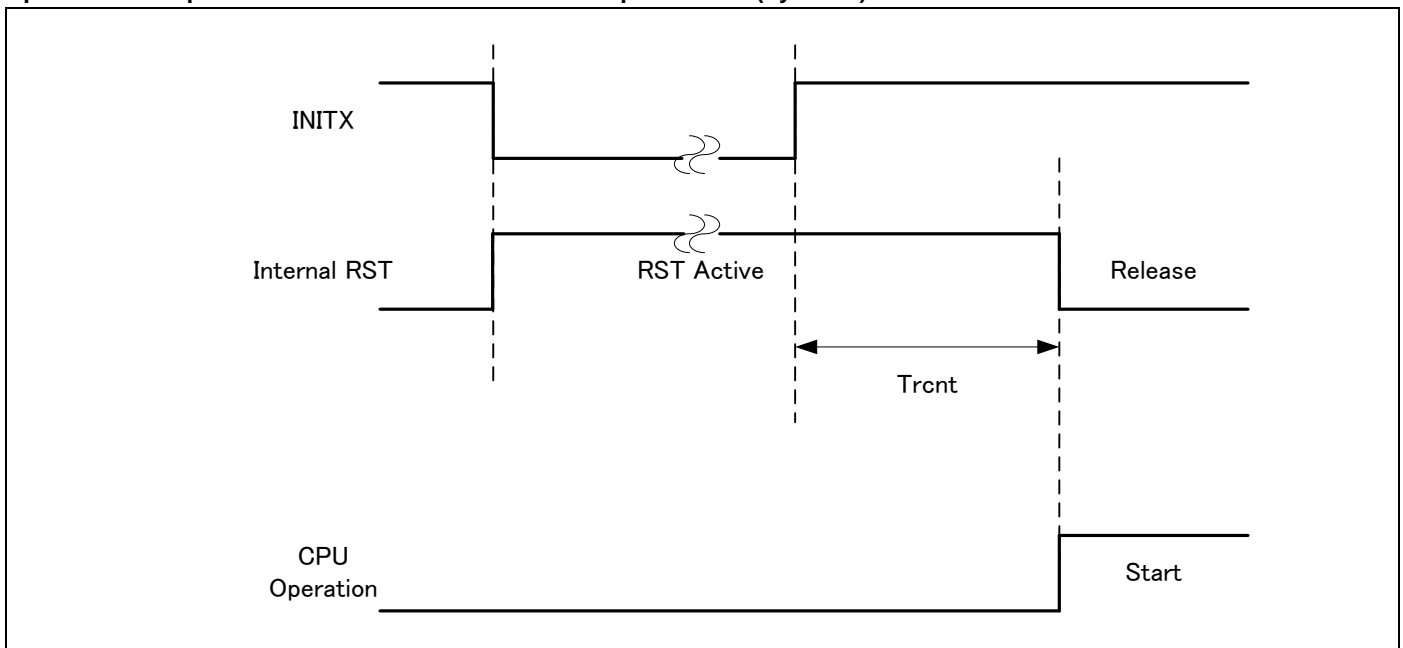 INITX
Internal RST
RST Active
Release
Trcnt
CPU
Operation
Start